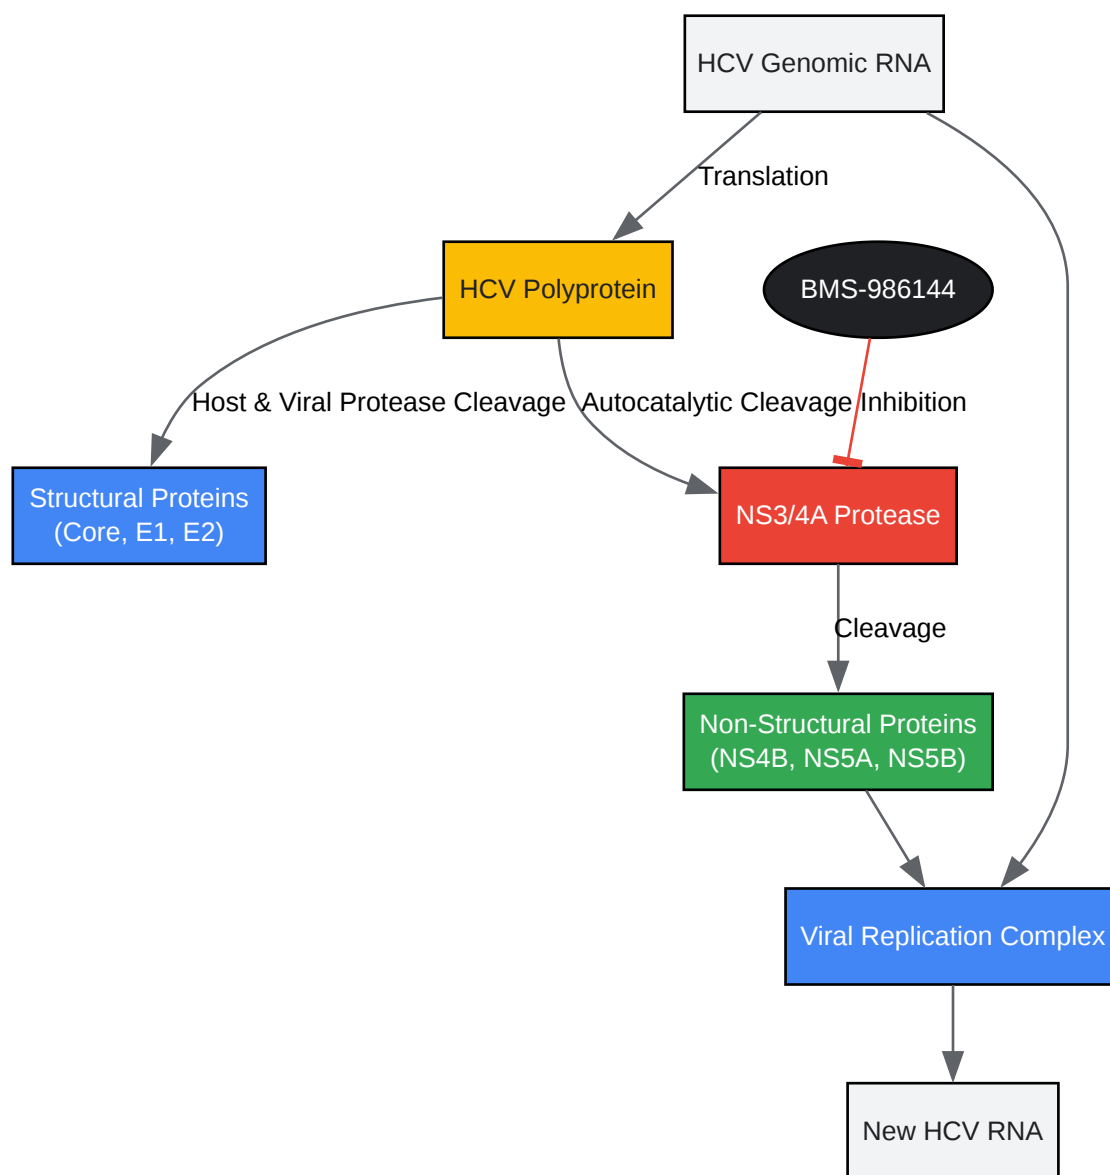 HCV Genomic RNA
Translation
HCV Polyprotein
BMS-986144
Host & Viral Protease Cleavage
Autocatalytic Cleavage
Inhibition
Structural Proteins
(Core, E1, E2)
NS3/4A Protease
Cleavage
Non-Structural Proteins
(NS4B, NS5A, NS5B)
Viral Replication Complex
New HCV RNA